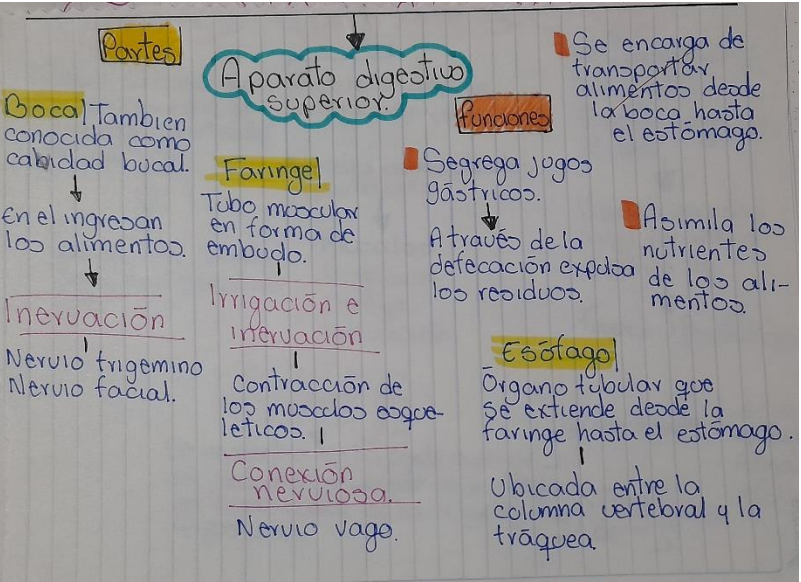 Partes
Aparato digestivo
superior.
Boca Tambien
conocida como
cabidad bucal.
En el ingresan
los alimentos.
Inervación
Nervio trigemino
Nervio facial.
Faringe
Tubo muscular
en forma de
embudo.
Irrigación e
inervación
Contracción de
los musculos esque-
leticos.
Conexión
nerviosa.
Nervio vago.
funciones
Segrega jugos
gástricos.
A través de la
defecación expulsa
los residuos.
Se encarga de
transportar
alimentos desde
la boca hasta
el estómago.
Asimila los
nutrientes
de los ali-
mentos.
Esófago
Órgano tubular que
se extiende desde la
faringe hasta el estómago.
Ubicada entre la
columna vertebral y la
tráquea